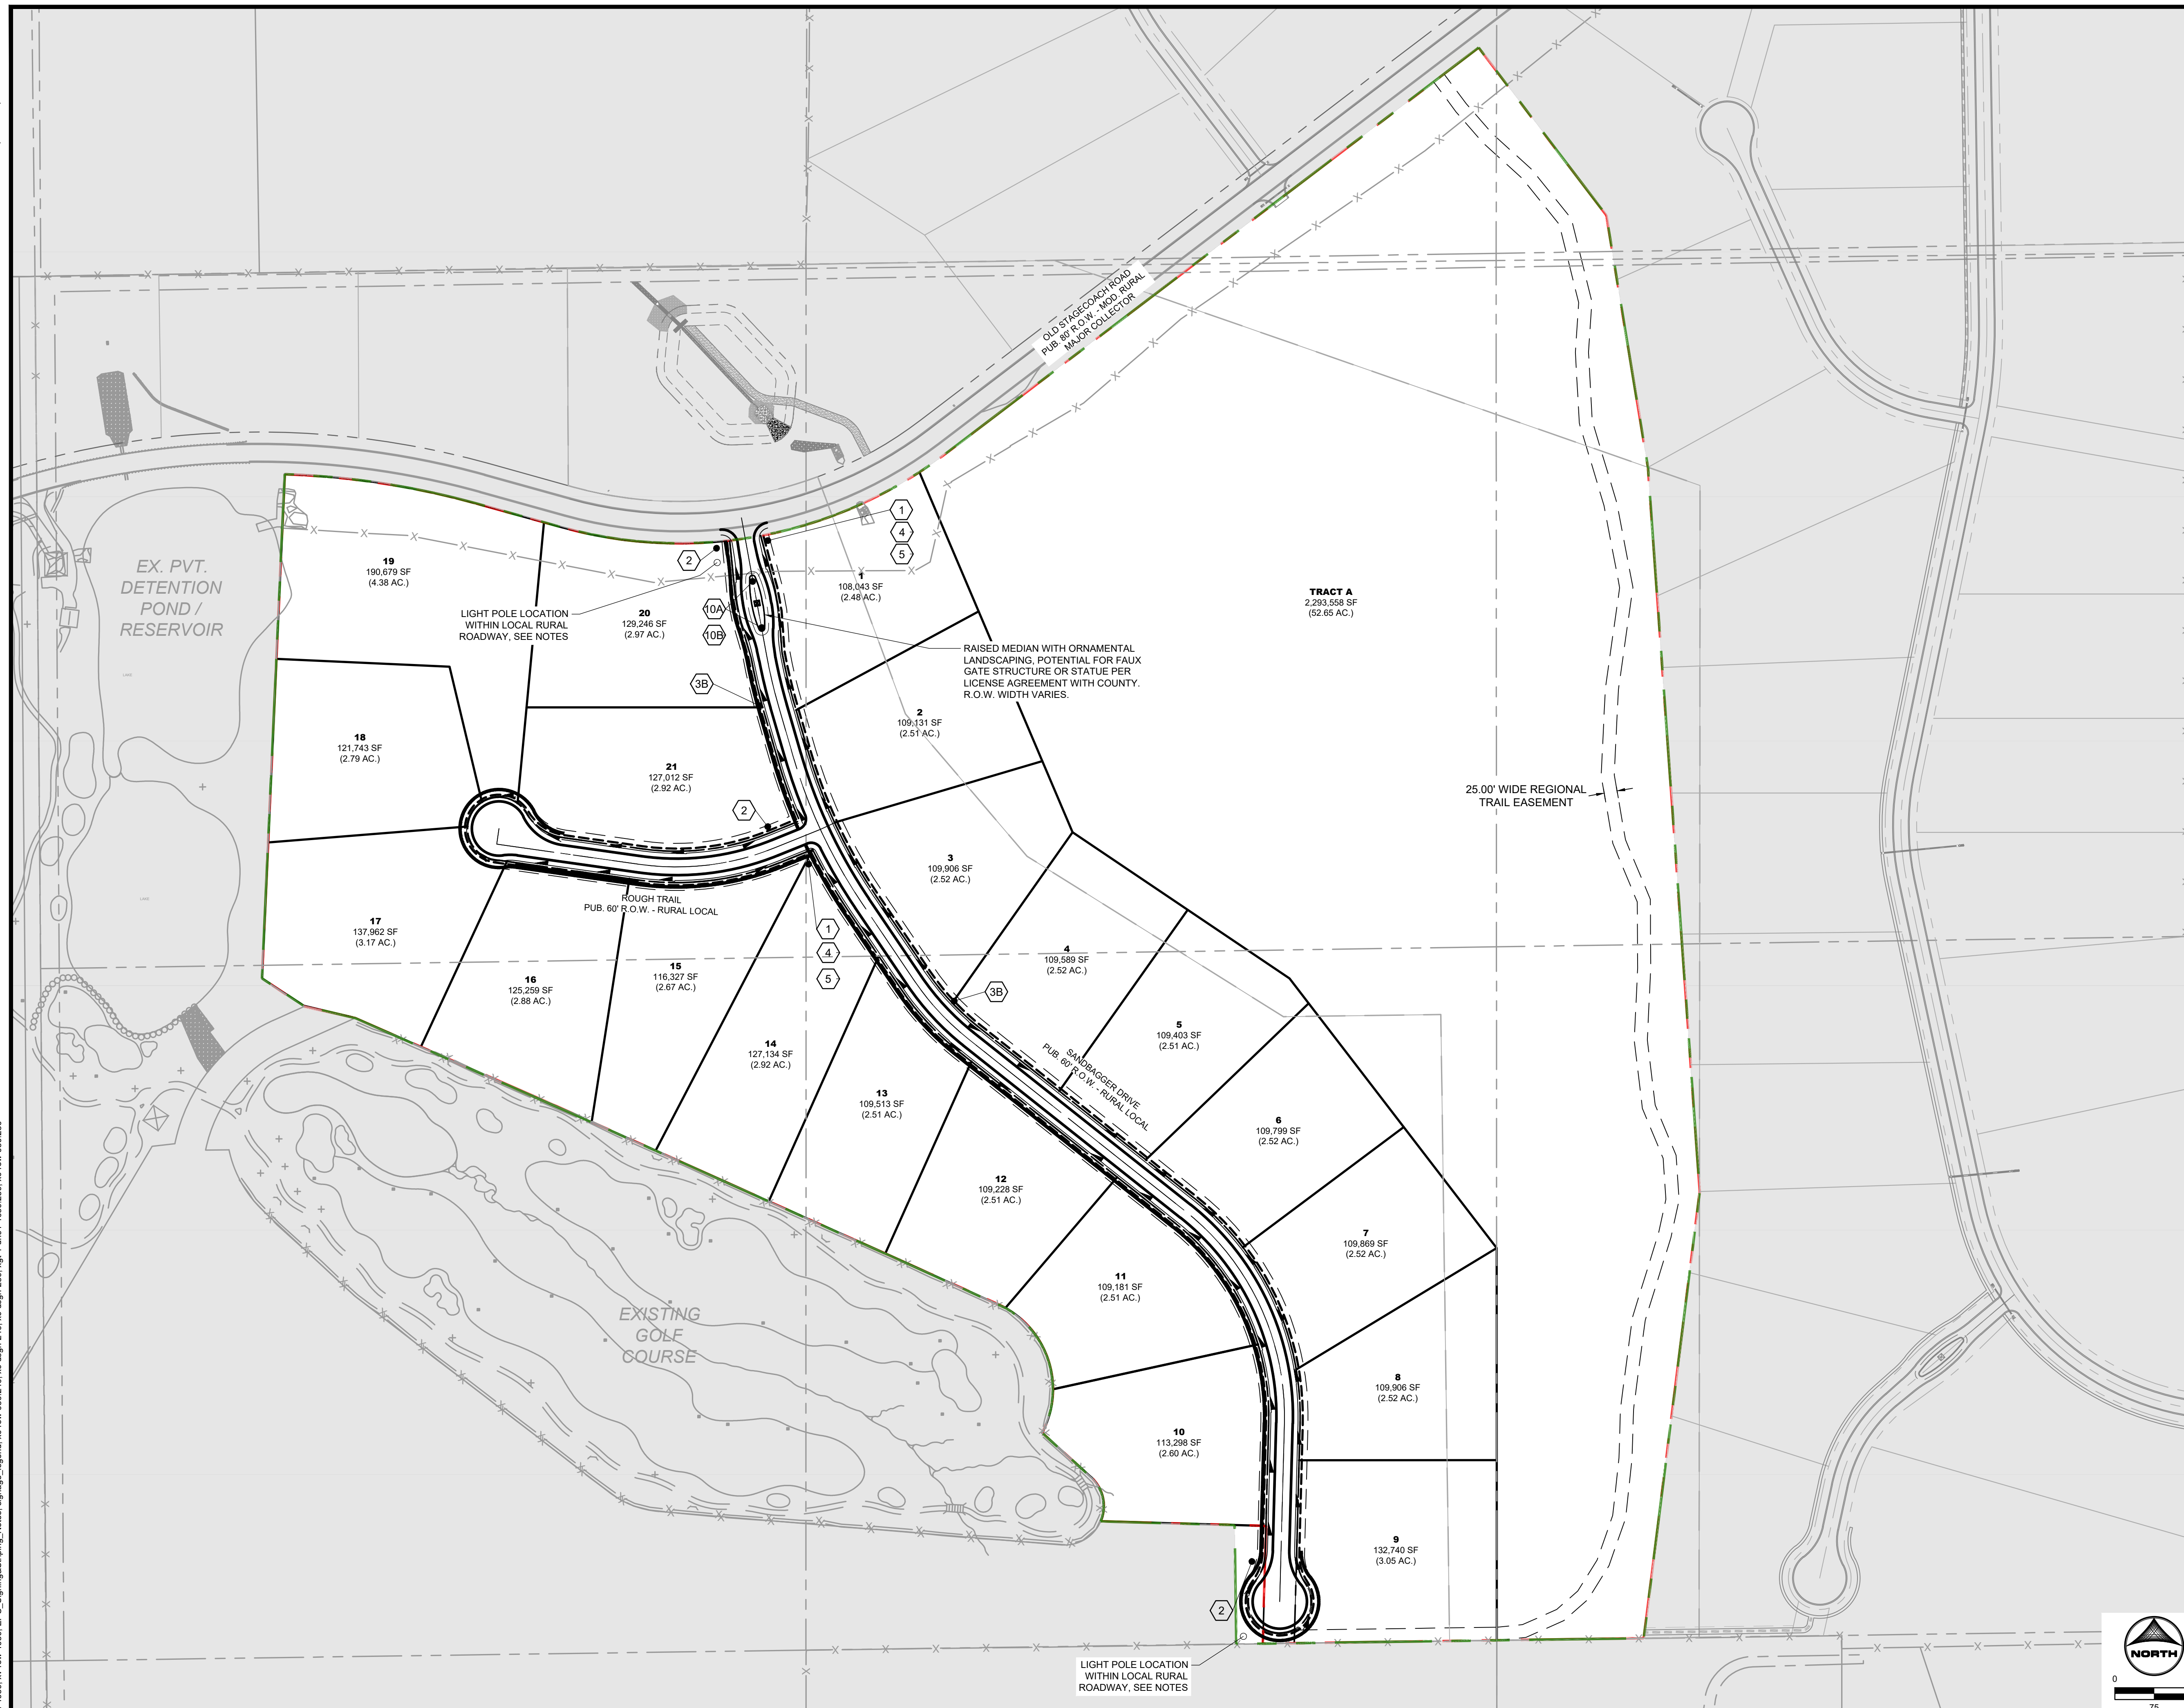 OLD STAGECOACH ROAD
PUB. 80' R.O.W. - MOD. RURAL
MAJOR COLLECTOR
EX. PVT.
DETENTION
POND /
RESERVOIR
19
190,679 SF
(4.38 AC.)
LIGHT POLE LOCATION
WITHIN LOCAL RURAL
ROADWAY, SEE NOTES
20
129,246 SF
(2.97 AC.)
2
1
4
5
10A
10B
3B
1
108,043 SF
(2.48 AC.)
TRACT A
2,293,558 SF
(52.65 AC.)
RAISED MEDIAN WITH ORNAMENTAL
LANDSCAPING, POTENTIAL FOR FAUX
GATE STRUCTURE OR STATUE PER
LICENSE AGREEMENT WITH COUNTY.
R.O.W. WIDTH VARIES.
2
109,131 SF
(2.51 AC.)
18
121,743 SF
(2.79 AC.)
21
127,012 SF
(2.92 AC.)
2
25.00' WIDE REGIONAL
TRAIL EASEMENT
3
109,906 SF
(2.52 AC.)
ROUGH TRAIL
PUB. 60' R.O.W. - RURAL LOCAL
17
137,962 SF
(3.17 AC.)
1
4
5
4
109,589 SF
(2.52 AC.)
16
125,259 SF
(2.88 AC.)
15
116,327 SF
(2.67 AC.)
3B
5
109,403 SF
(2.51 AC.)
14
127,134 SF
(2.92 AC.)
SANDBAGGER DRIVE
PUB. 60' R.O.W. - RURAL LOCAL
13
109,513 SF
(2.51 AC.)
6
109,799 SF
(2.52 AC.)
12
109,228 SF
(2.51 AC.)
7
109,869 SF
(2.52 AC.)
11
109,181 SF
(2.51 AC.)
EXISTING
GOLF
COURSE
8
109,906 SF
(2.52 AC.)
10
113,298 SF
(2.60 AC.)
9
132,740 SF
(3.05 AC.)
2
LIGHT POLE LOCATION
WITHIN LOCAL RURAL
ROADWAY, SEE NOTES
NORTH
0
75